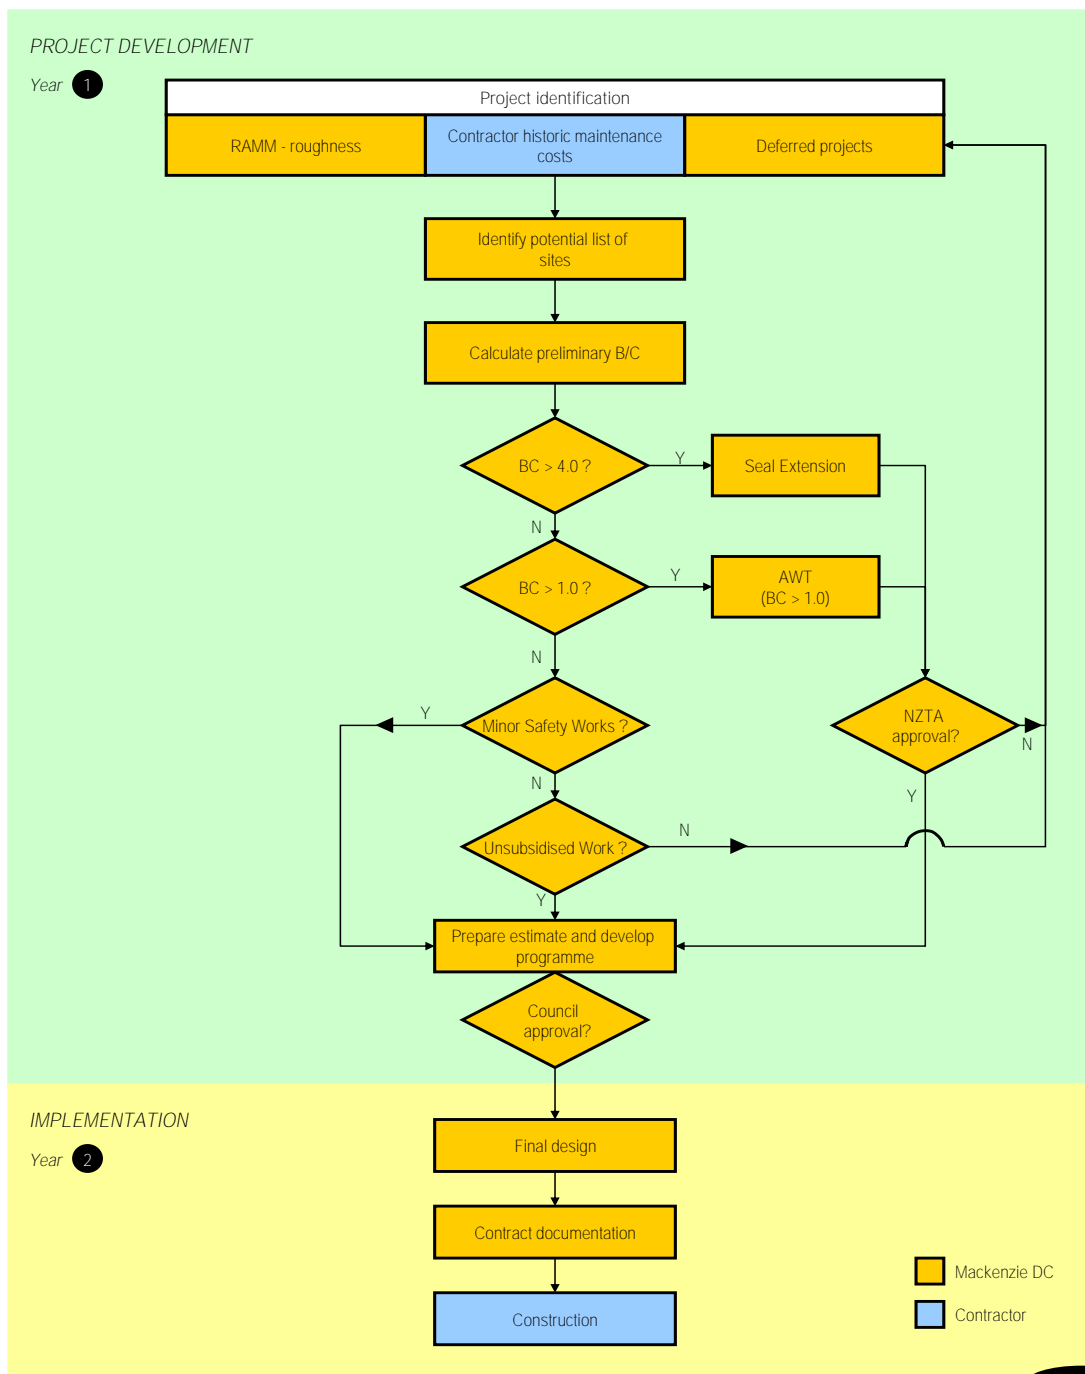 PROJECT DEVELOPMENT
Year 1
Project identification
RAMM - roughness
Contractor historic maintenance
costs
Deferred projects
Identify potential list of
sites
Calculate preliminary B/C
BC > 4.0 ?
Y
Seal Extension
N
BC > 1.0 ?
Y
AWT
(BC > 1.0)
N
Minor Safety Works ?
Y
NZTA
approval?
N
Y
N
Unsubsidised Work ?
N
Y
Prepare estimate and develop
programme
Council
approval?
IMPLEMENTATION
Year 2
Final design
Contract documentation
Construction
Mackenzie DC
Contractor